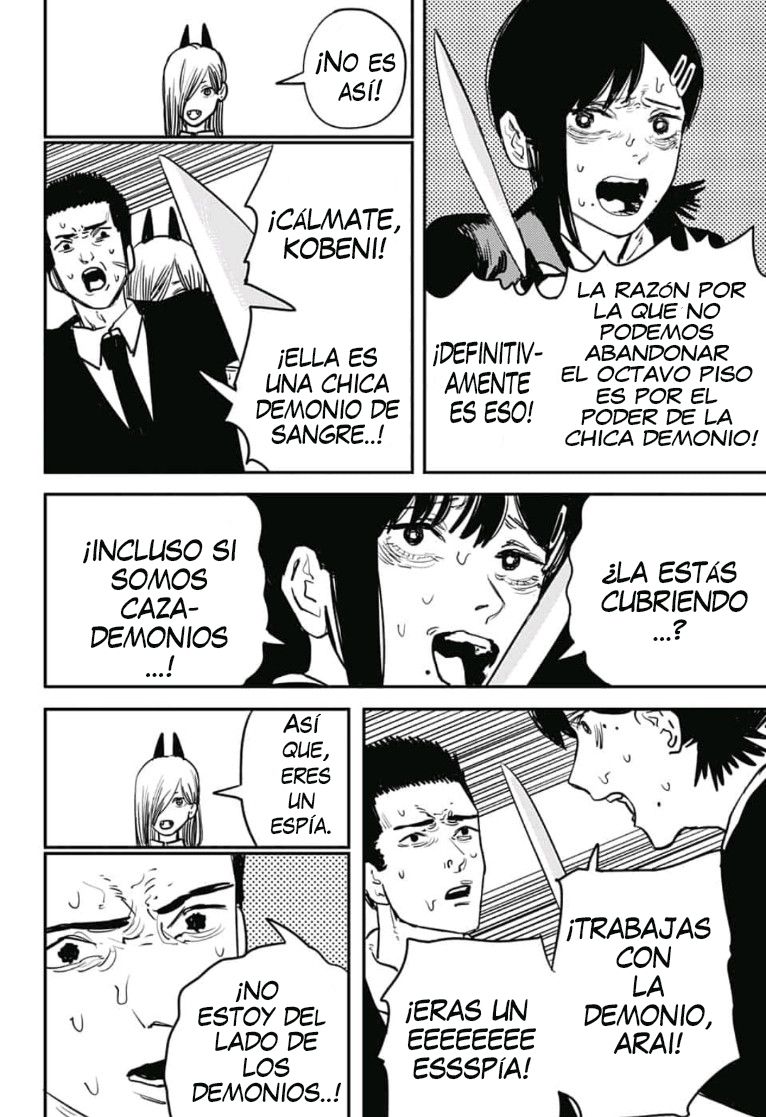 LA RAZÓN POR
LA QUE NO
PODEMOS
ABANDONAR
EL OCTAVO PISO
ES POR EL
PODER DE LA
CHICA DEMONIO!
¡DEFINITIV-
AMENTE
ES ESO!
¡NO ES
ASÍ!
¡CÁLMATE,
KOBENI!
¡ELLA ES
UNA CHICA
DEMONIO DE
SANGRE..!
¿LA ESTÁS
CUBRIENDO
...?
¡INCLUSO SI
SOMOS
CAZA-
DEMONIOS
...!
¡TRABAJAS
CON
LA
DEMONIO,
ARAI!
¡ERAS UN
EEEEEEEE
ESSSPÍA!
ASÍ
QUE,
ERES
UN
ESPÍA.
¡NO
ESTOY DEL
LADO DE
LOS
DEMONIOS..!